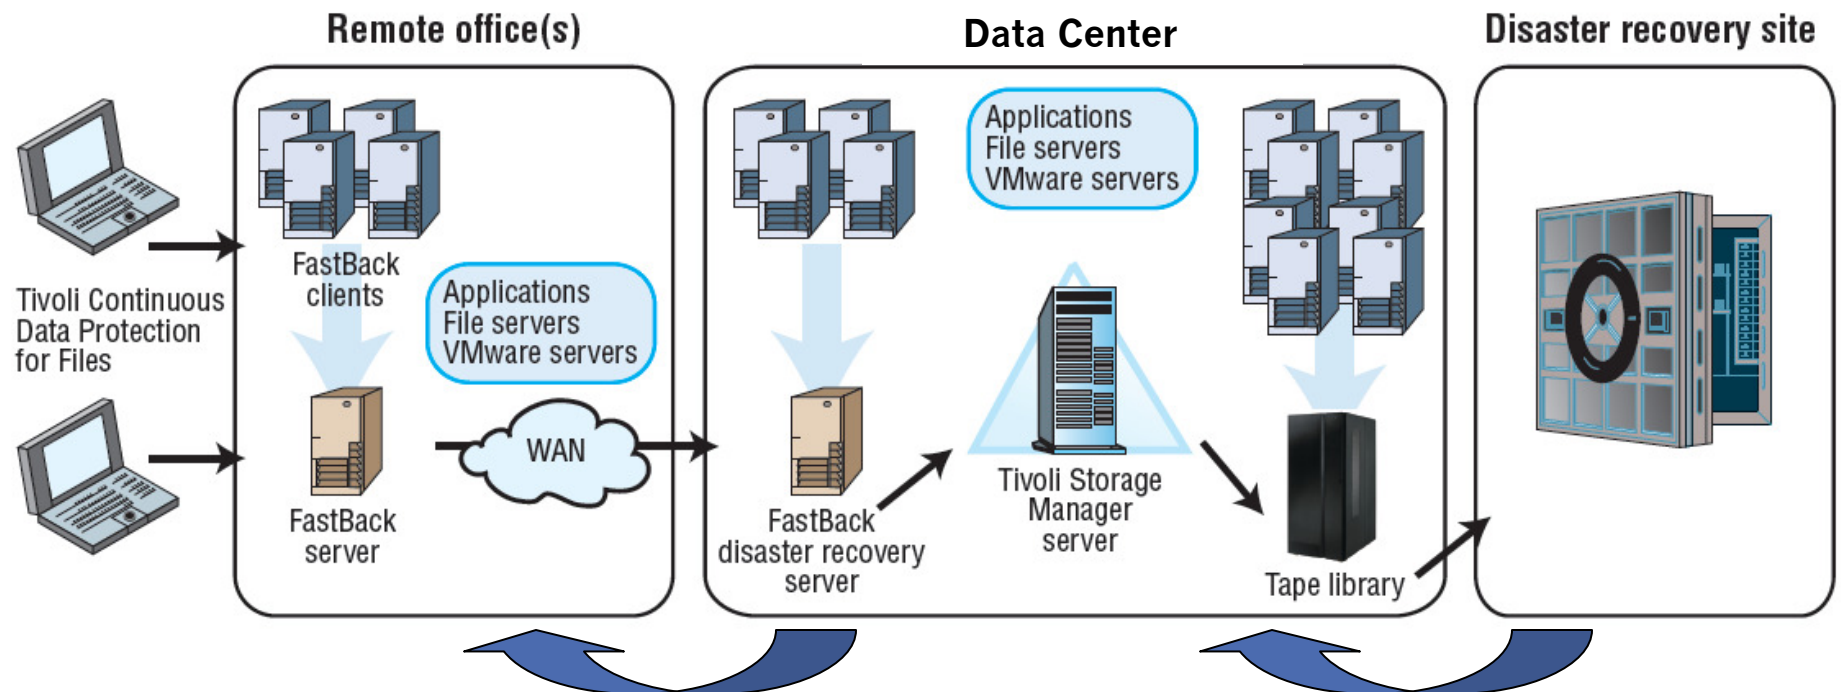 Remote office(s)
Data Center
Disaster recovery site
Tivoli Continuous
Data Protection
for Files
FastBack
clients
Applications
File servers
VMware servers
FastBack
server
WAN
Applications
File servers
VMware servers
FastBack
disaster recovery
server
Tivoli Storage
Manager
server
Tape library